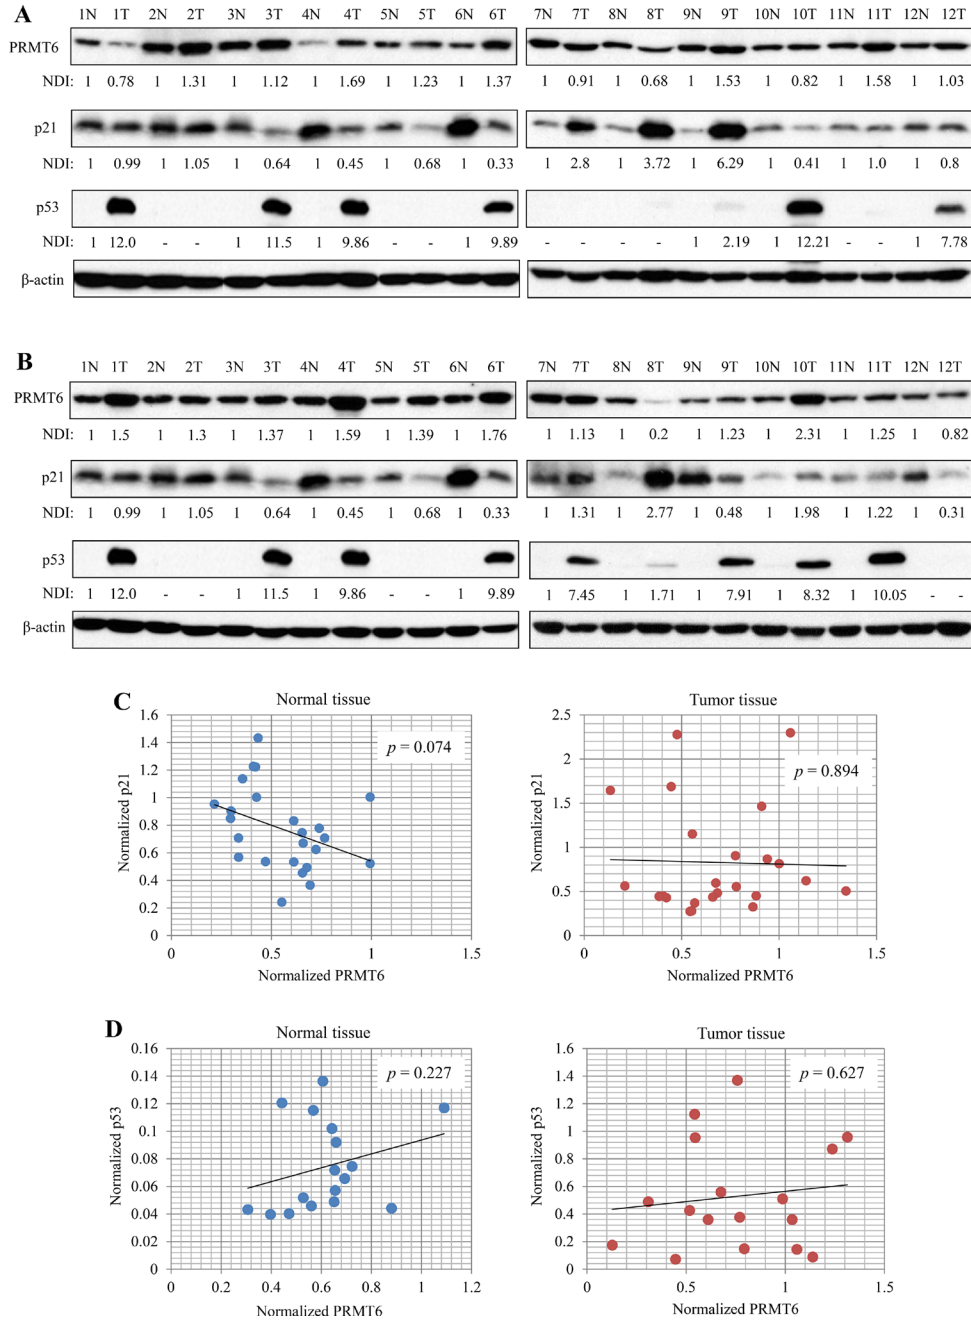 A
1N 1T 2N 2T 3N 3T 4N 4T 5N 5T 6N 6T 7N 7T 8N 8T 9N 9T 10N 10T 11N 11T 12N 12T
PRMT6
NDI: 1 0.78 1 1.31 1 1.12 1 1.69 1 1.23 1 1.37 1 0.91 1 0.68 1 1.53 1 0.82 1 1.58 1 1.03
p21
NDI: 1 0.99 1 1.05 1 0.64 1 0.45 1 0.68 1 0.33 1 2.8 1 3.72 1 6.29 1 0.41 1 1.0 1 0.8
p53
NDI: 1 12.0 - - 1 11.5 1 9.86 - - 1 9.89 - - - - 1 2.19 1 12.21 - - 1 7.78
β-actin
B
1N 1T 2N 2T 3N 3T 4N 4T 5N 5T 6N 6T 7N 7T 8N 8T 9N 9T 10N 10T 11N 11T 12N 12T
PRMT6
NDI: 1 1.5 1 1.3 1 1.37 1 1.59 1 1.39 1 1.76 1 1.13 1 0.2 1 1.23 1 2.31 1 1.25 1 0.82
p21
NDI: 1 0.99 1 1.05 1 0.64 1 0.45 1 0.68 1 0.33 1 1.31 1 2.77 1 0.48 1 1.98 1 1.22 1 0.31
p53
NDI: 1 12.0 - - 1 11.5 1 9.86 - - 1 9.89 1 7.45 1 1.71 1 7.91 1 8.32 1 10.05 - -
β-actin
C
Normal tissue
1.6
1.4
1.2
1
0.8
0.6
0.4
0.2
0
Normalized p21
p = 0.074
0 0.5 1 1.5
Normalized PRMT6
Tumor tissue
2.5
2
1.5
1
0.5
0
Normalized p21
p = 0.894
0 0.5 1 1.5
Normalized PRMT6
D
Normal tissue
0.16
0.14
0.12
0.1
0.08
0.06
0.04
0.02
0
Normalized p53
p = 0.227
0 0.2 0.4 0.6 0.8 1 1.2
Normalized PRMT6
Tumor tissue
1.6
1.4
1.2
1
0.8
0.6
0.4
0.2
0
Normalized p53
p = 0.627
0 0.5 1 1.5
Normalized PRMT6